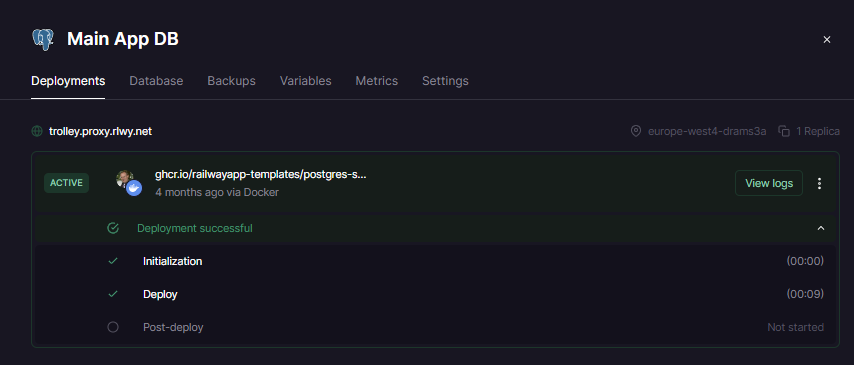 Main App DB
Deployments Database Backups Variables Metrics Settings
trolley.proxy.rlwy.net europe-west4-drams3a 1 Replica
ACTIVE ghcr.io/railwayapp-templates/postgres-s... View logs
4 months ago via Docker
Deployment successful
Initialization (00:00)
Deploy (00:09)
Post-deploy Not started